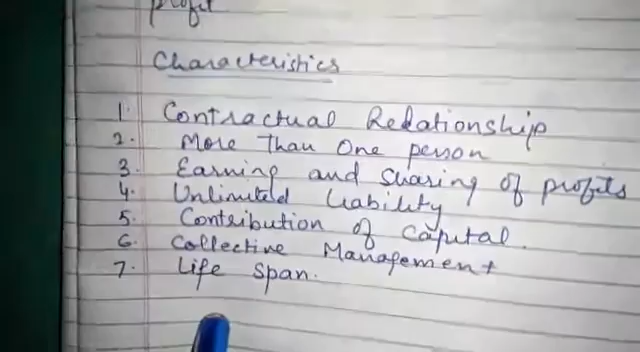 profit
Characteristics
1. Contractual Relationship
2. More Than One person
3. Earning and sharing of profits
4. Unlimited Liability
5. Contribution of Capital.
6. Collective Management
7. Life span.